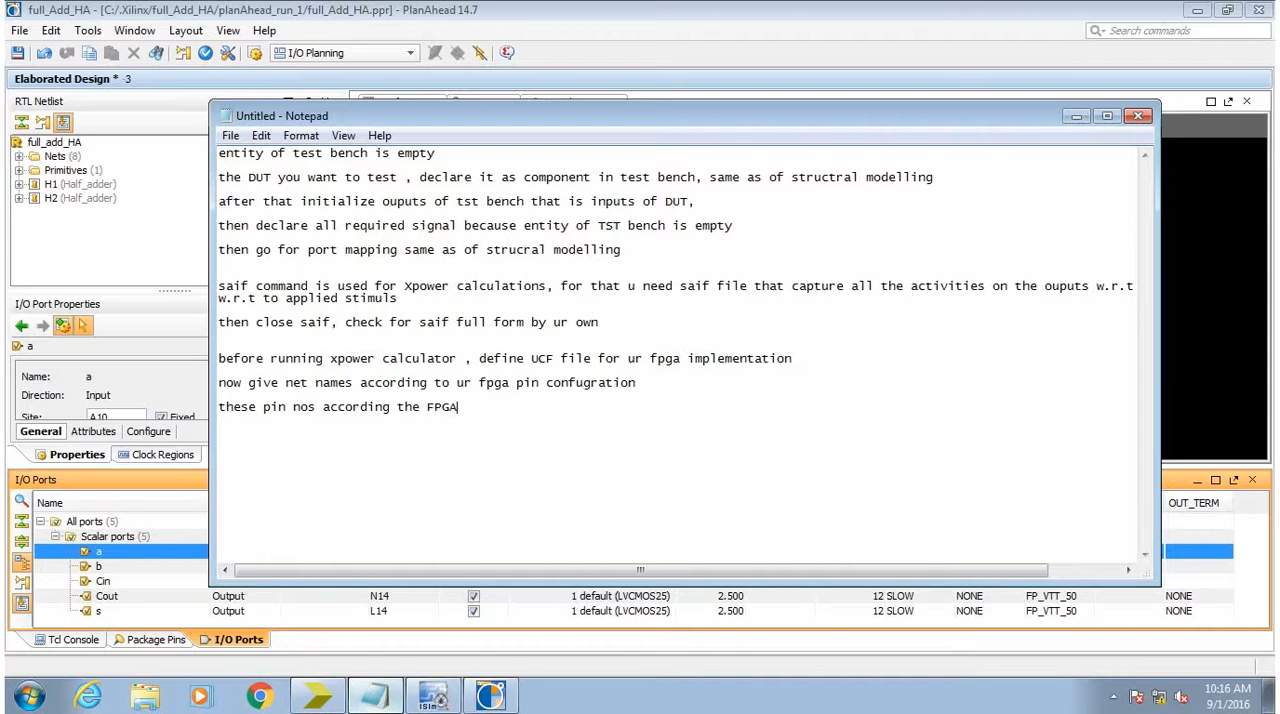 full_Add_HA - [C:/.Xilinx/full_Add_HA/planAhead_run_1/full_Add_HA.ppr] - PlanAhead 14.7
File Edit Tools Window Layout View Help
Search commands
I/O Planning
Elaborated Design * 3
RTL Netlist
full_add_HA
Nets (8)
Primitives (1)
H1 (Half_adder)
H2 (Half_adder)
I/O Port Properties
a
Name: a
Direction: Input
Site: A10 Fixed
General Attributes Configure
Properties Clock Regions
Untitled - Notepad
File Edit Format View Help
entity of test bench is empty
the DUT you want to test , declare it as component in test bench, same as of structral modelling
after that initialize ouputs of tst bench that is inputs of DUT,
then declare all required signal because entity of TST bench is empty
then go for port mapping same as of strucral modelling
saif command is used for Xpower calculations, for that u need saif file that capture all the activities on the ouputs w.r.t
w.r.t to applied stimuls
then close saif, check for saif full form by ur own
before running xpower calculator , define UCF file for ur fpga implementation
now give net names according to ur fpga pin confugration
these pin nos according the FPGA
I/O Ports
Name OUT_TERM
All ports (5)
Scalar ports (5)
a
b
Cin
Cout Output N14 1 default (LVCMOS25) 2.500 12 SLOW NONE FP_VTT_50 NONE
s Output L14 1 default (LVCMOS25) 2.500 12 SLOW NONE FP_VTT_50 NONE
Tcl Console Package Pins I/O Ports
ISim
10:16 AM
9/1/2016